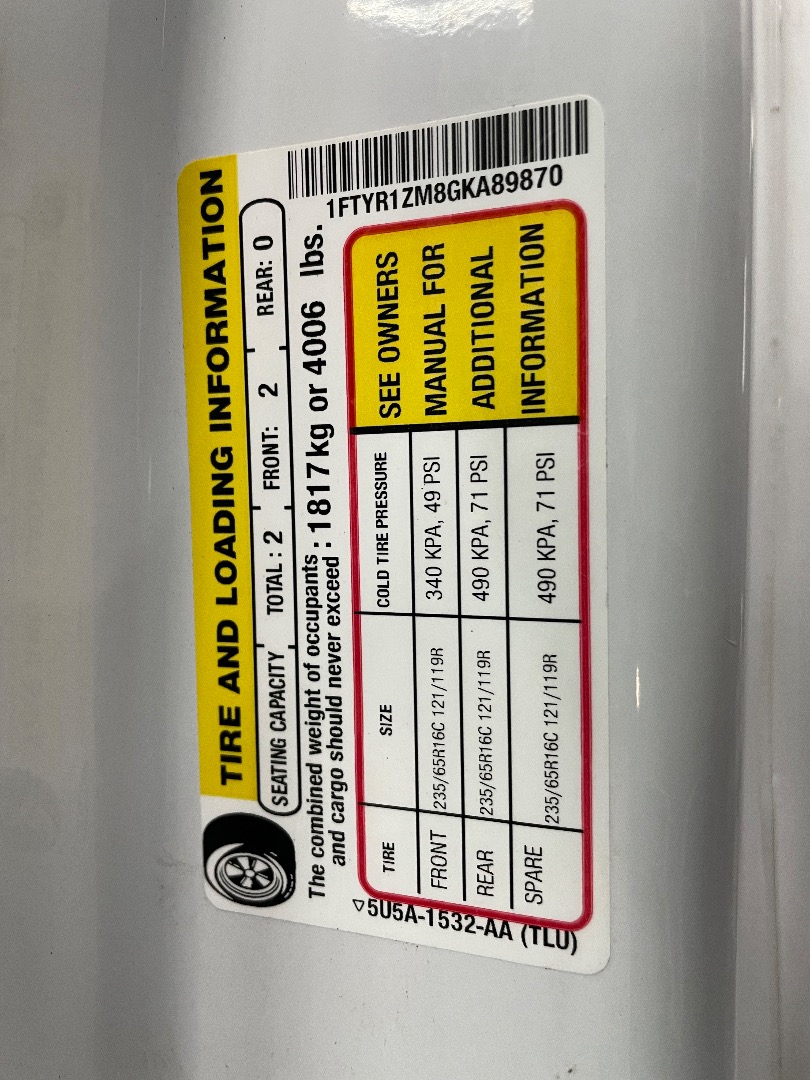 TIRE AND LOADING INFORMATION
SEATING CAPACITY TOTAL : 2 FRONT: 2 REAR: 0
The combined weight of occupants : 1817 kg or 4006 lbs.
and cargo should never exceed :
TIRE SIZE COLD TIRE PRESSURE
FRONT 235/65R16C 121/119R 340 KPA, 49 PSI
REAR 235/65R16C 121/119R 490 KPA, 71 PSI
SPARE 235/65R16C 121/119R 490 KPA, 71 PSI
SEE OWNERS
MANUAL FOR
ADDITIONAL
INFORMATION
5U5A-1532-AA (TLU)
1FTYR1ZM8GKA89870